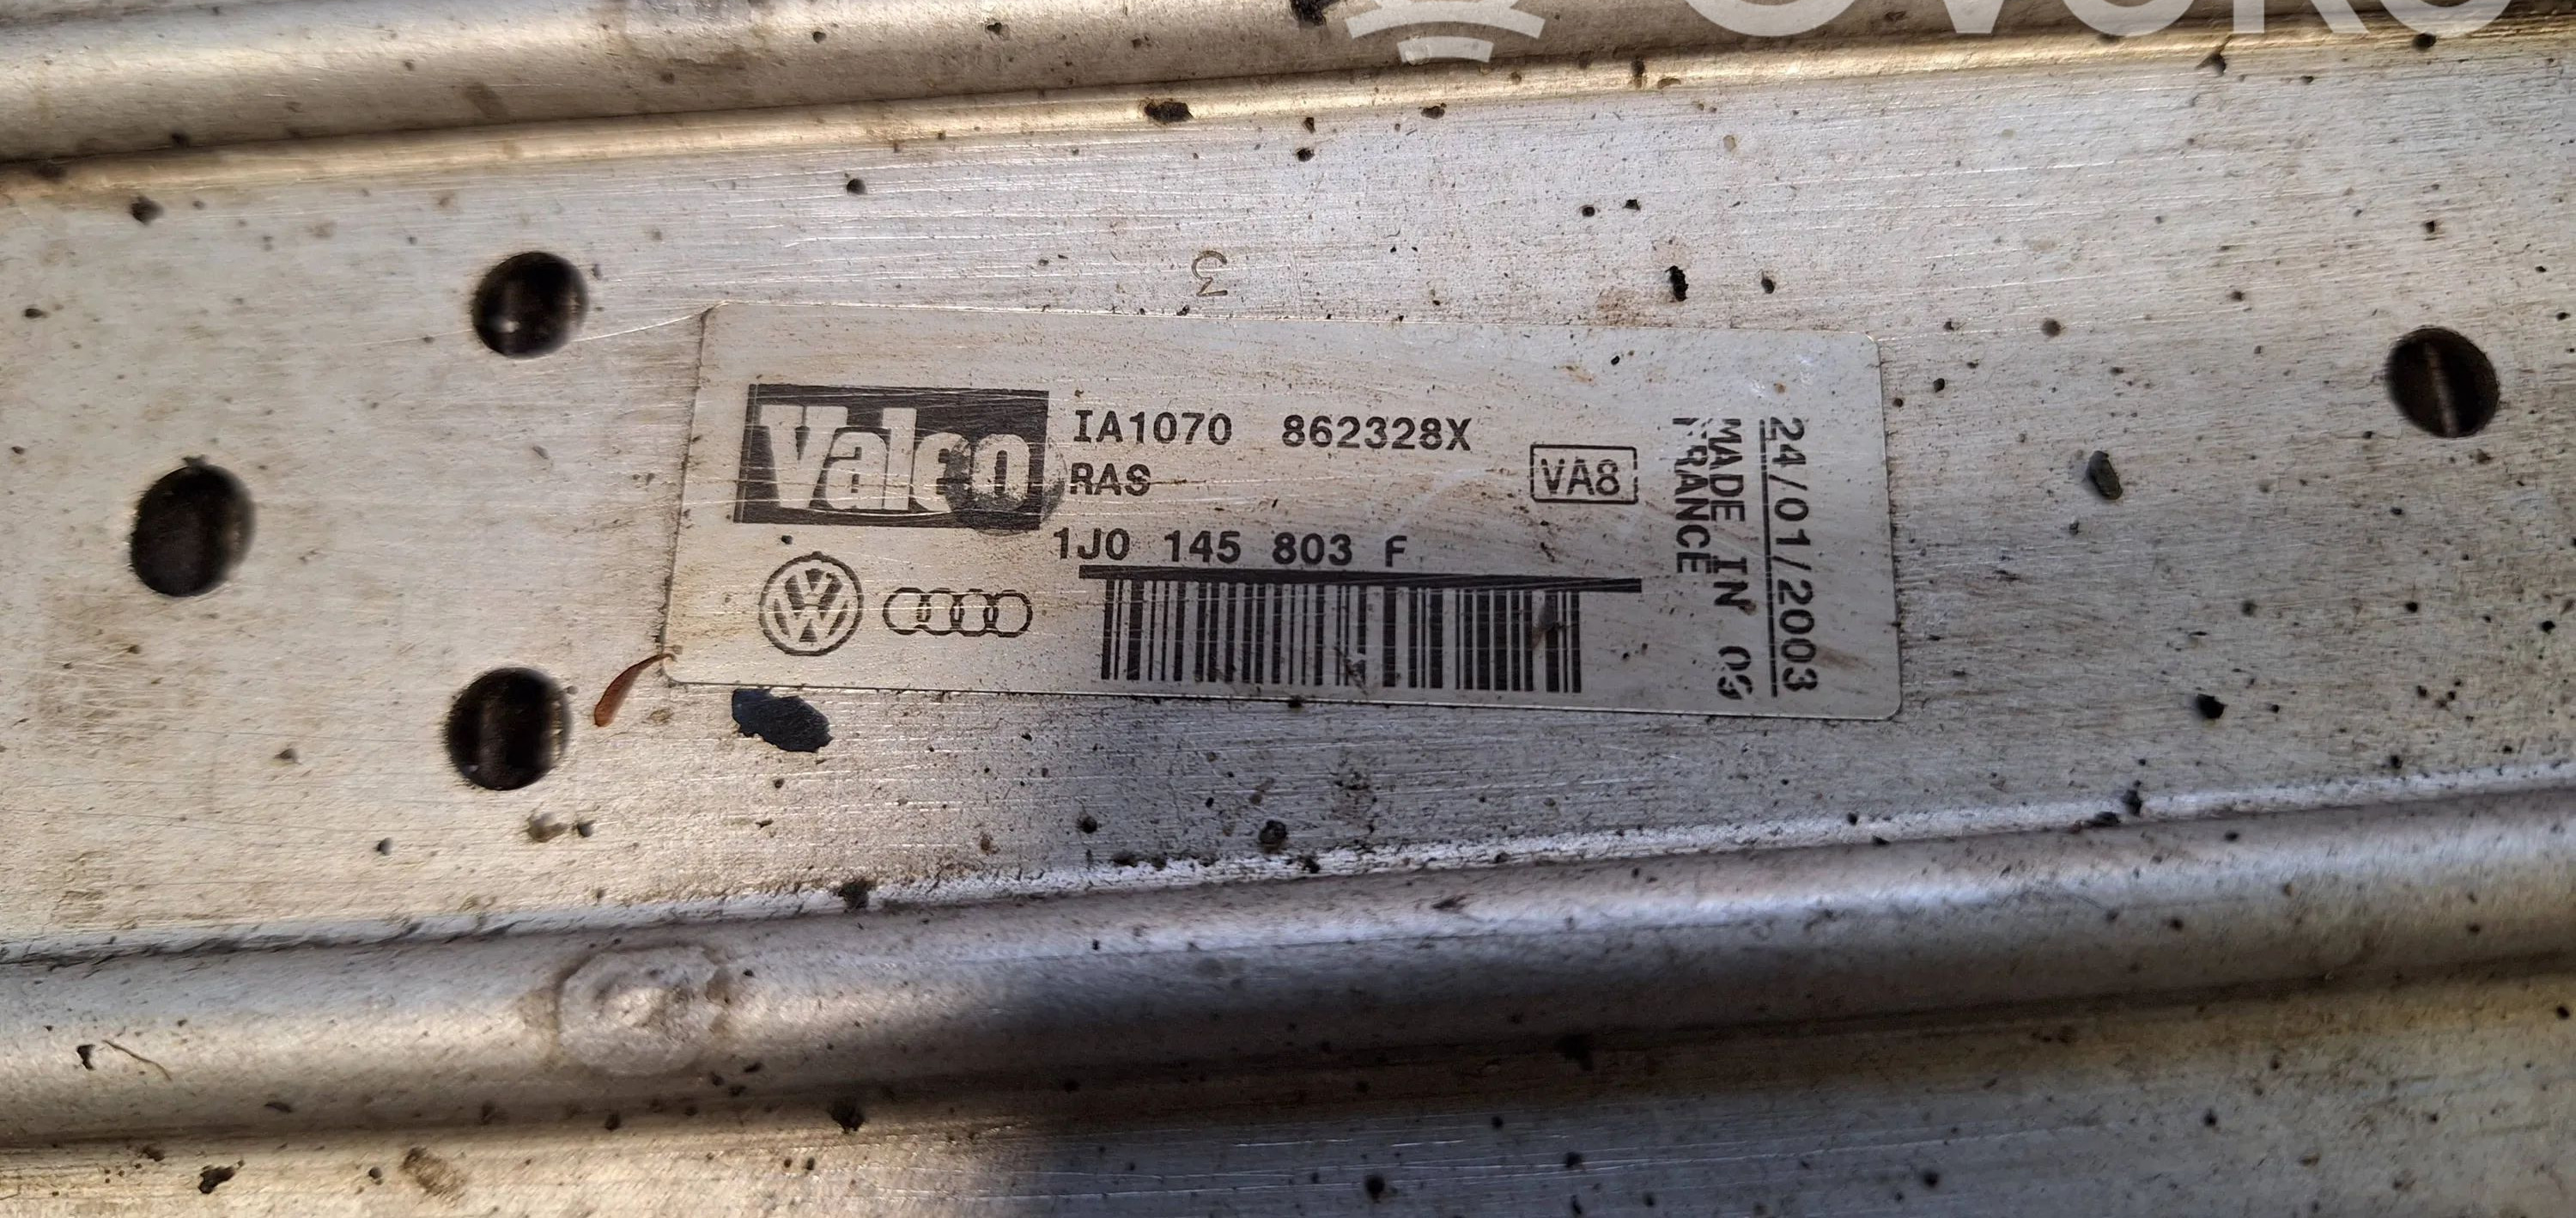 Valeo
IA1070 862328X
RAS
VA8
1J0 145 803 F
24/01/2003
MADE IN
FRANCE